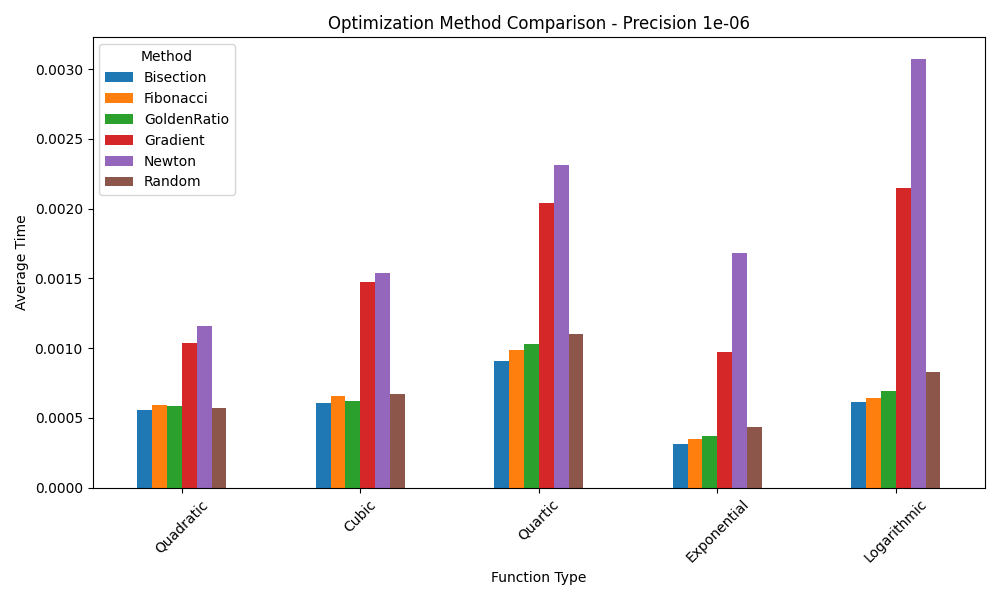 Optimization Method Comparison - Precision 1e-06
Method
Bisection
Fibonacci
GoldenRatio
Gradient
Newton
Random
Average Time
0.0030
0.0025
0.0020
0.0015
0.0010
0.0005
0.0000
Quadratic
Cubic
Quartic
Exponential
Logarithmic
Function Type